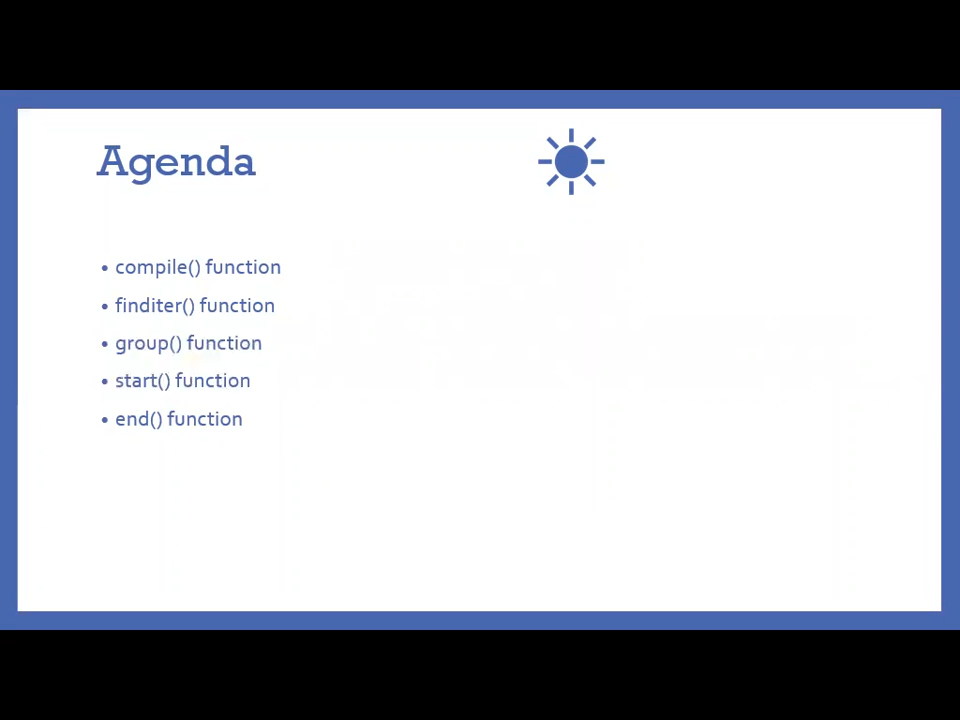 Agenda
• compile() function
• finditer() function
• group() function
• start() function
• end() function